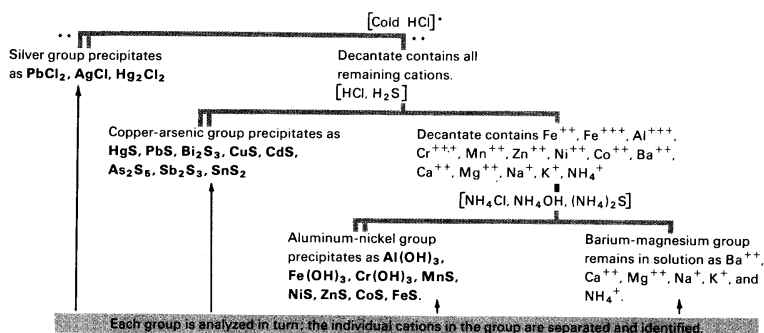 [Cold HCl]*
Silver group precipitates
as PbCl₂, AgCl, Hg₂Cl₂
Decantate contains all
remaining cations.
[HCl, H₂S]
Copper-arsenic group precipitates as
HgS, PbS, Bi₂S₃, CuS, CdS,
As₂S₅, Sb₂S₃, SnS₂
Decantate contains Fe⁺⁺, Fe⁺⁺⁺, Al⁺⁺⁺,
Cr⁺⁺⁺, Mn⁺⁺, Zn⁺⁺, Ni⁺⁺, Co⁺⁺, Ba⁺⁺,
Ca⁺⁺, Mg⁺⁺, Na⁺, K⁺, NH₄⁺
[NH₄Cl, NH₄OH, (NH₄)₂S]
Aluminum-nickel group
precipitates as Al(OH)₃,
Fe(OH)₃, Cr(OH)₃, MnS,
NiS, ZnS, CoS, FeS.
Barium-magnesium group
remains in solution as Ba⁺⁺,
Ca⁺⁺, Mg⁺⁺, Na⁺, K⁺, and
NH₄⁺.
Each group is analyzed in turn; the individual cations in the group are separated and identified